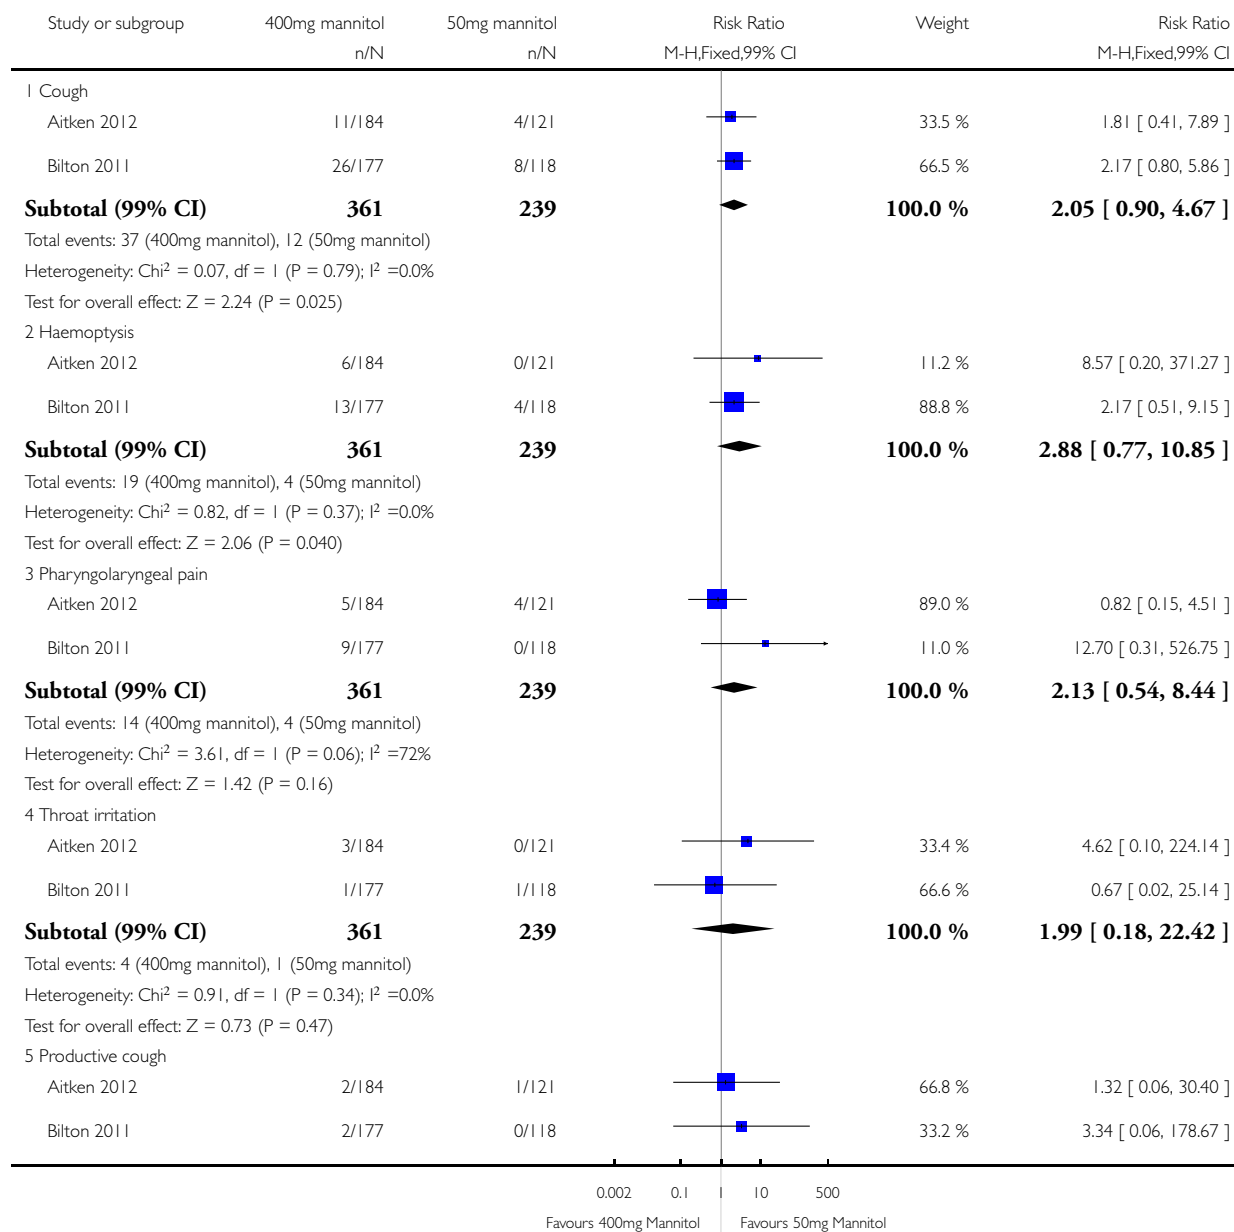 Study or subgroup 400mg mannitol 50mg mannitol Risk Ratio Weight Risk Ratio
n/N n/N M-H,Fixed,99% CI M-H,Fixed,99% CI
1 Cough
Aitken 2012 11/184 4/121 33.5 % 1.81 [ 0.41, 7.89 ]
Bilton 2011 26/177 8/118 66.5 % 2.17 [ 0.80, 5.86 ]
Subtotal (99% CI) 361 239 100.0 % 2.05 [ 0.90, 4.67 ]
Total events: 37 (400mg mannitol), 12 (50mg mannitol)
Heterogeneity: Chi² = 0.07, df = 1 (P = 0.79); I² =0.0%
Test for overall effect: Z = 2.24 (P = 0.025)
2 Haemoptysis
Aitken 2012 6/184 0/121 11.2 % 8.57 [ 0.20, 371.27 ]
Bilton 2011 13/177 4/118 88.8 % 2.17 [ 0.51, 9.15 ]
Subtotal (99% CI) 361 239 100.0 % 2.88 [ 0.77, 10.85 ]
Total events: 19 (400mg mannitol), 4 (50mg mannitol)
Heterogeneity: Chi² = 0.82, df = 1 (P = 0.37); I² =0.0%
Test for overall effect: Z = 2.06 (P = 0.040)
3 Pharyngolaryngeal pain
Aitken 2012 5/184 4/121 89.0 % 0.82 [ 0.15, 4.51 ]
Bilton 2011 9/177 0/118 11.0 % 12.70 [ 0.31, 526.75 ]
Subtotal (99% CI) 361 239 100.0 % 2.13 [ 0.54, 8.44 ]
Total events: 14 (400mg mannitol), 4 (50mg mannitol)
Heterogeneity: Chi² = 3.61, df = 1 (P = 0.06); I² =72%
Test for overall effect: Z = 1.42 (P = 0.16)
4 Throat irritation
Aitken 2012 3/184 0/121 33.4 % 4.62 [ 0.10, 224.14 ]
Bilton 2011 1/177 1/118 66.6 % 0.67 [ 0.02, 25.14 ]
Subtotal (99% CI) 361 239 100.0 % 1.99 [ 0.18, 22.42 ]
Total events: 4 (400mg mannitol), 1 (50mg mannitol)
Heterogeneity: Chi² = 0.91, df = 1 (P = 0.34); I² =0.0%
Test for overall effect: Z = 0.73 (P = 0.47)
5 Productive cough
Aitken 2012 2/184 1/121 66.8 % 1.32 [ 0.06, 30.40 ]
Bilton 2011 2/177 0/118 33.2 % 3.34 [ 0.06, 178.67 ]
0.002 0.1 1 10 500
Favours 400mg Mannitol Favours 50mg Mannitol